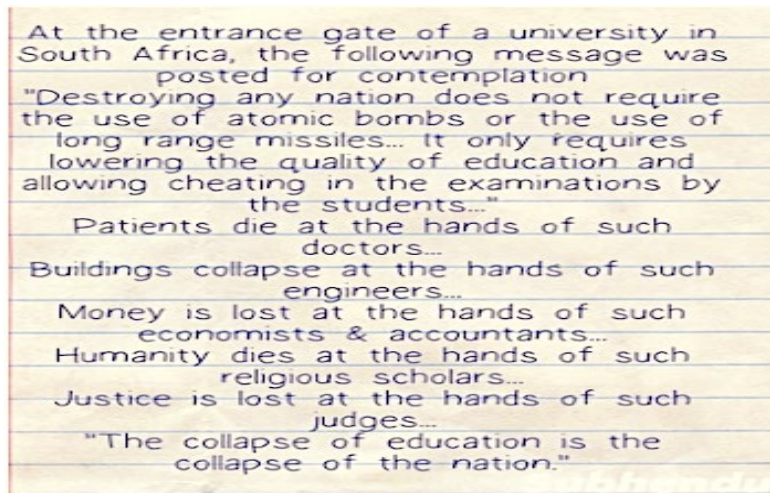 At the entrance gate of a university in
South Africa, the following message was
posted for contemplation
"Destroying any nation does not require
the use of atomic bombs or the use of
long range missiles... It only requires
lowering the quality of education and
allowing cheating in the examinations by
the students..."
Patients die at the hands of such
doctors...
Buildings collapse at the hands of such
engineers...
Money is lost at the hands of such
economists & accountants...
Humanity dies at the hands of such
religious scholars...
Justice is lost at the hands of such
judges...
"The collapse of education is the
collapse of the nation."